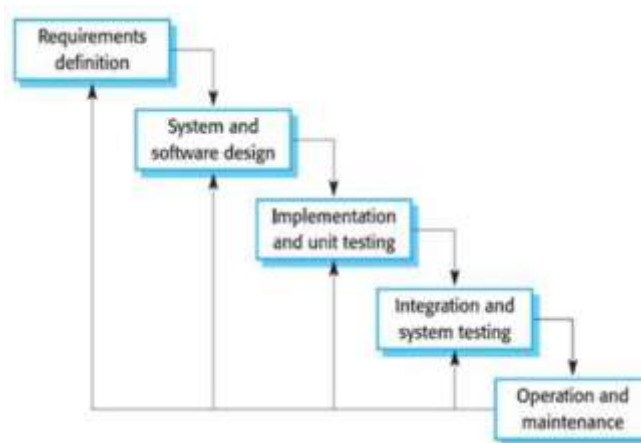 Requirements
definition
System and
software design
Implementation
and unit testing
Integration and
system testing
Operation and
maintenance